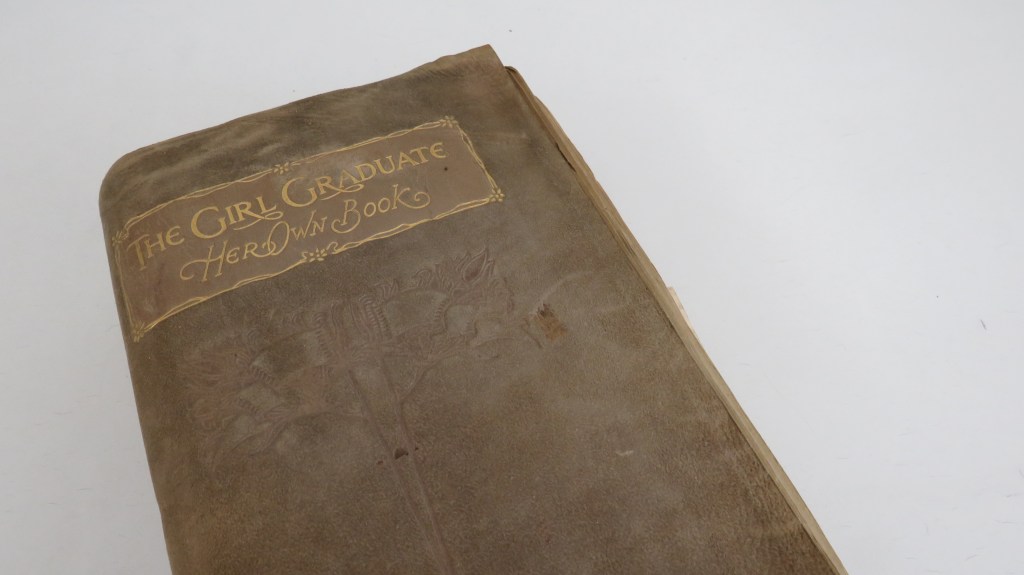 THE GIRL GRADUATE
HER OWN BOOK